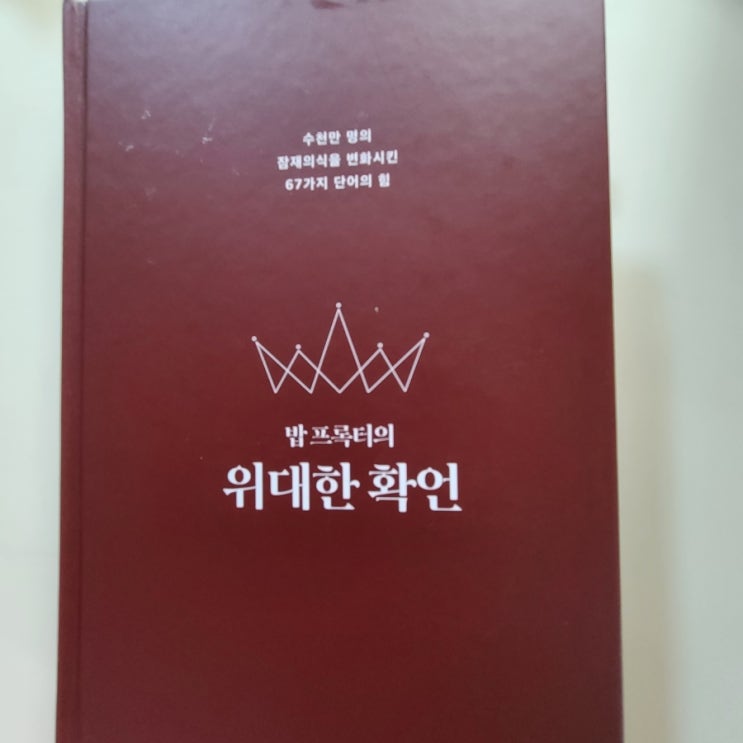 수천만 명의
잠재의식을 변화시킨
67가지 단어의 힘
밥 프록터의
위대한 확언